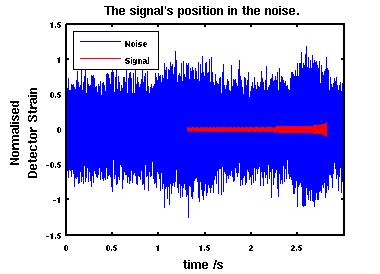 The signal's position in the noise.
1.5
Noise
Signal
1
0.5
0
-0.5
-1
-1.5
Normalised
Detector Strain
0
0.5
1
1.5
2
2.5
time /s